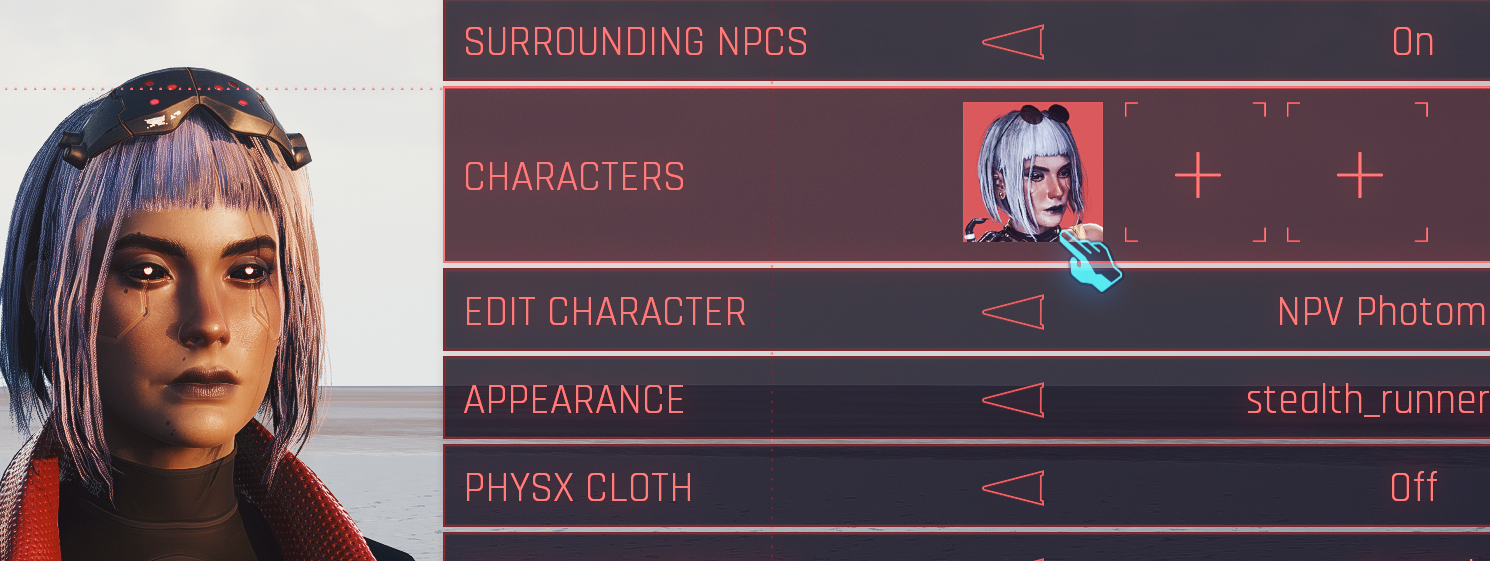 SURROUNDING NPCS On
CHARACTERS
EDIT CHARACTER NPV Photom
APPEARANCE stealth_runner
PHYSX CLOTH Off